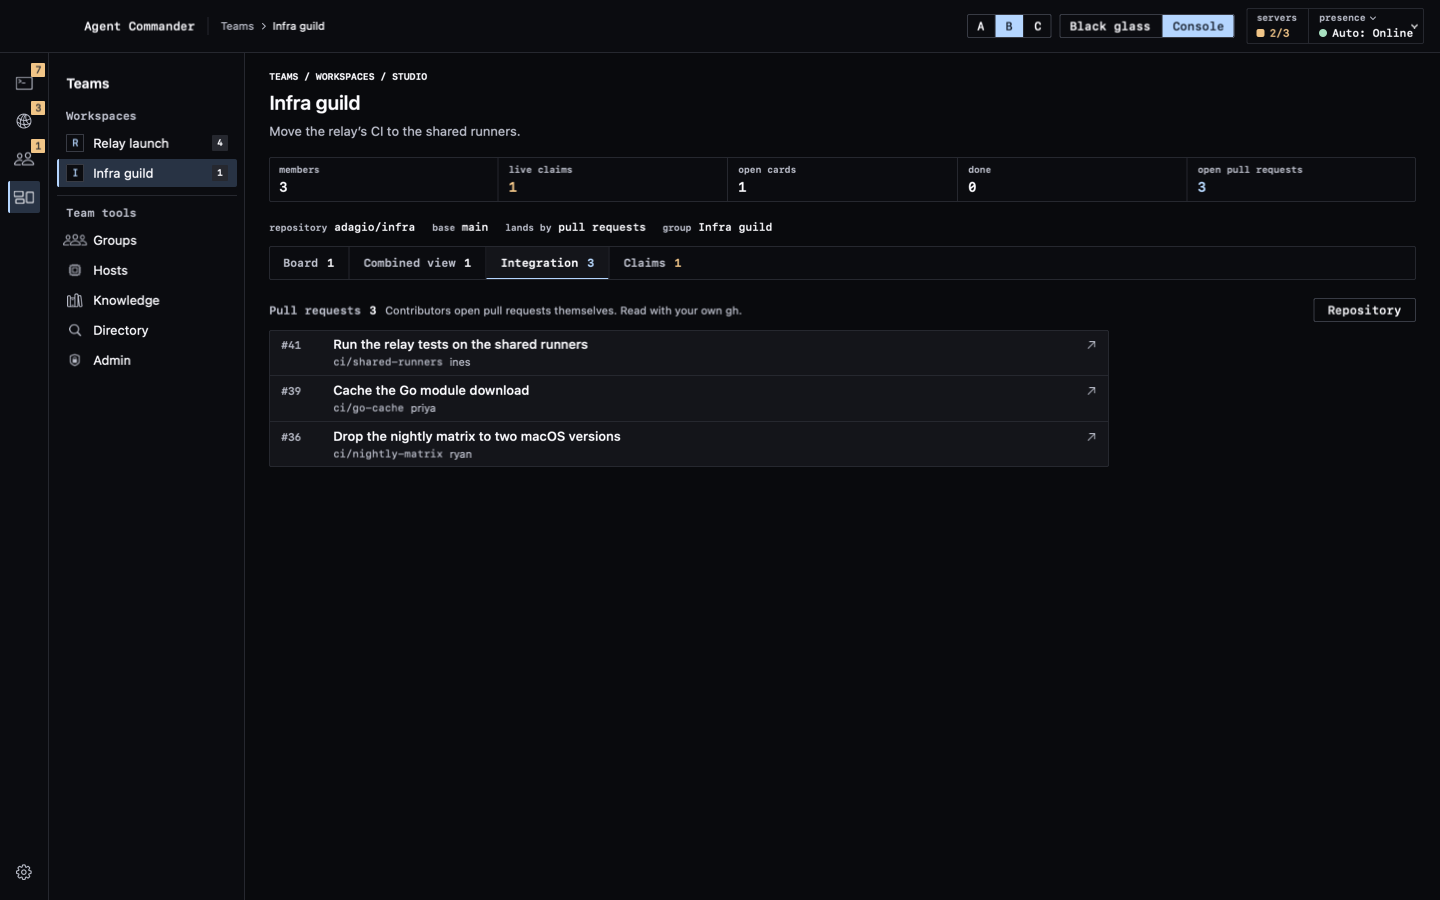 Agent Commander
Teams > Infra guild
A B C
Black glass Console
servers
2/3
presence
Auto: Online
7
3
1
Teams
Workspaces
R Relay launch 4
I Infra guild 1
Team tools
Groups
Hosts
Knowledge
Directory
Admin
TEAMS / WORKSPACES / STUDIO
Infra guild
Move the relay’s CI to the shared runners.
members
3
live claims
1
open cards
1
done
0
open pull requests
3
repository adagio/infra base main lands by pull requests group Infra guild
Board 1 Combined view 1 Integration 3 Claims 1
Pull requests 3 Contributors open pull requests themselves. Read with your own gh.
Repository
#41 Run the relay tests on the shared runners
ci/shared-runners ines
#39 Cache the Go module download
ci/go-cache priya
#36 Drop the nightly matrix to two macOS versions
ci/nightly-matrix ryan